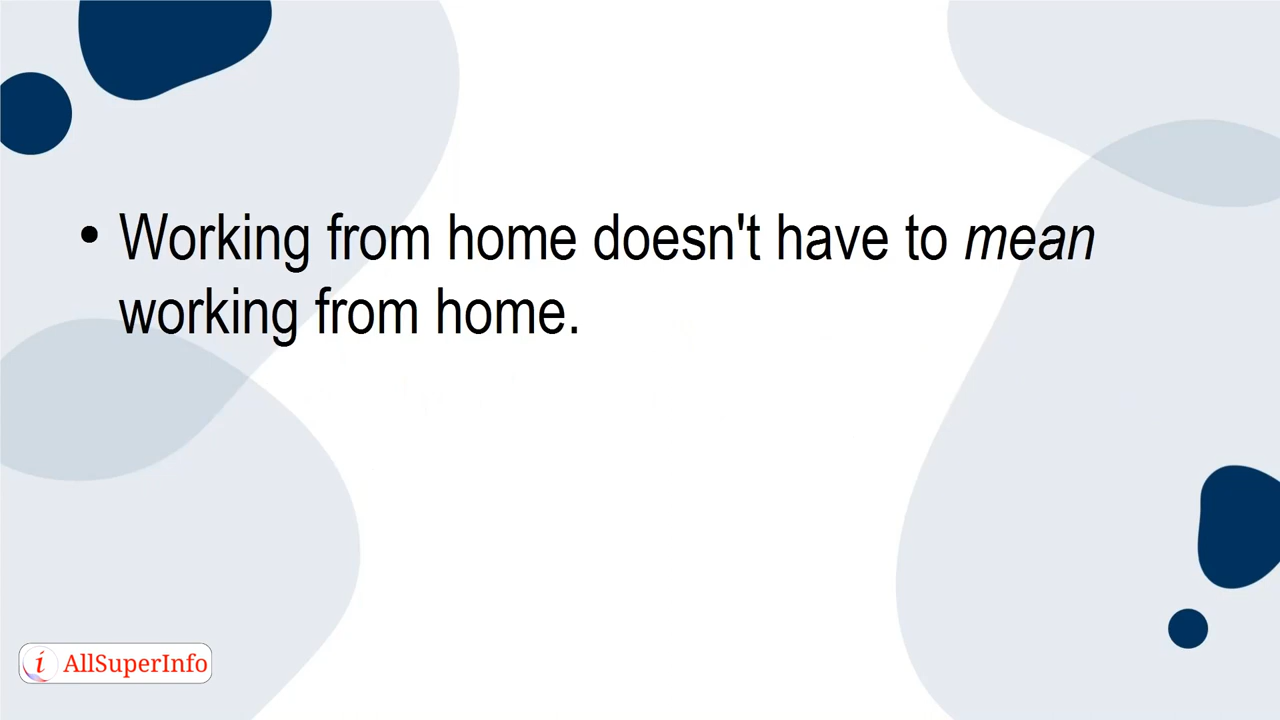 • Working from home doesn't have to mean
working from home.
i AllSuperInfo